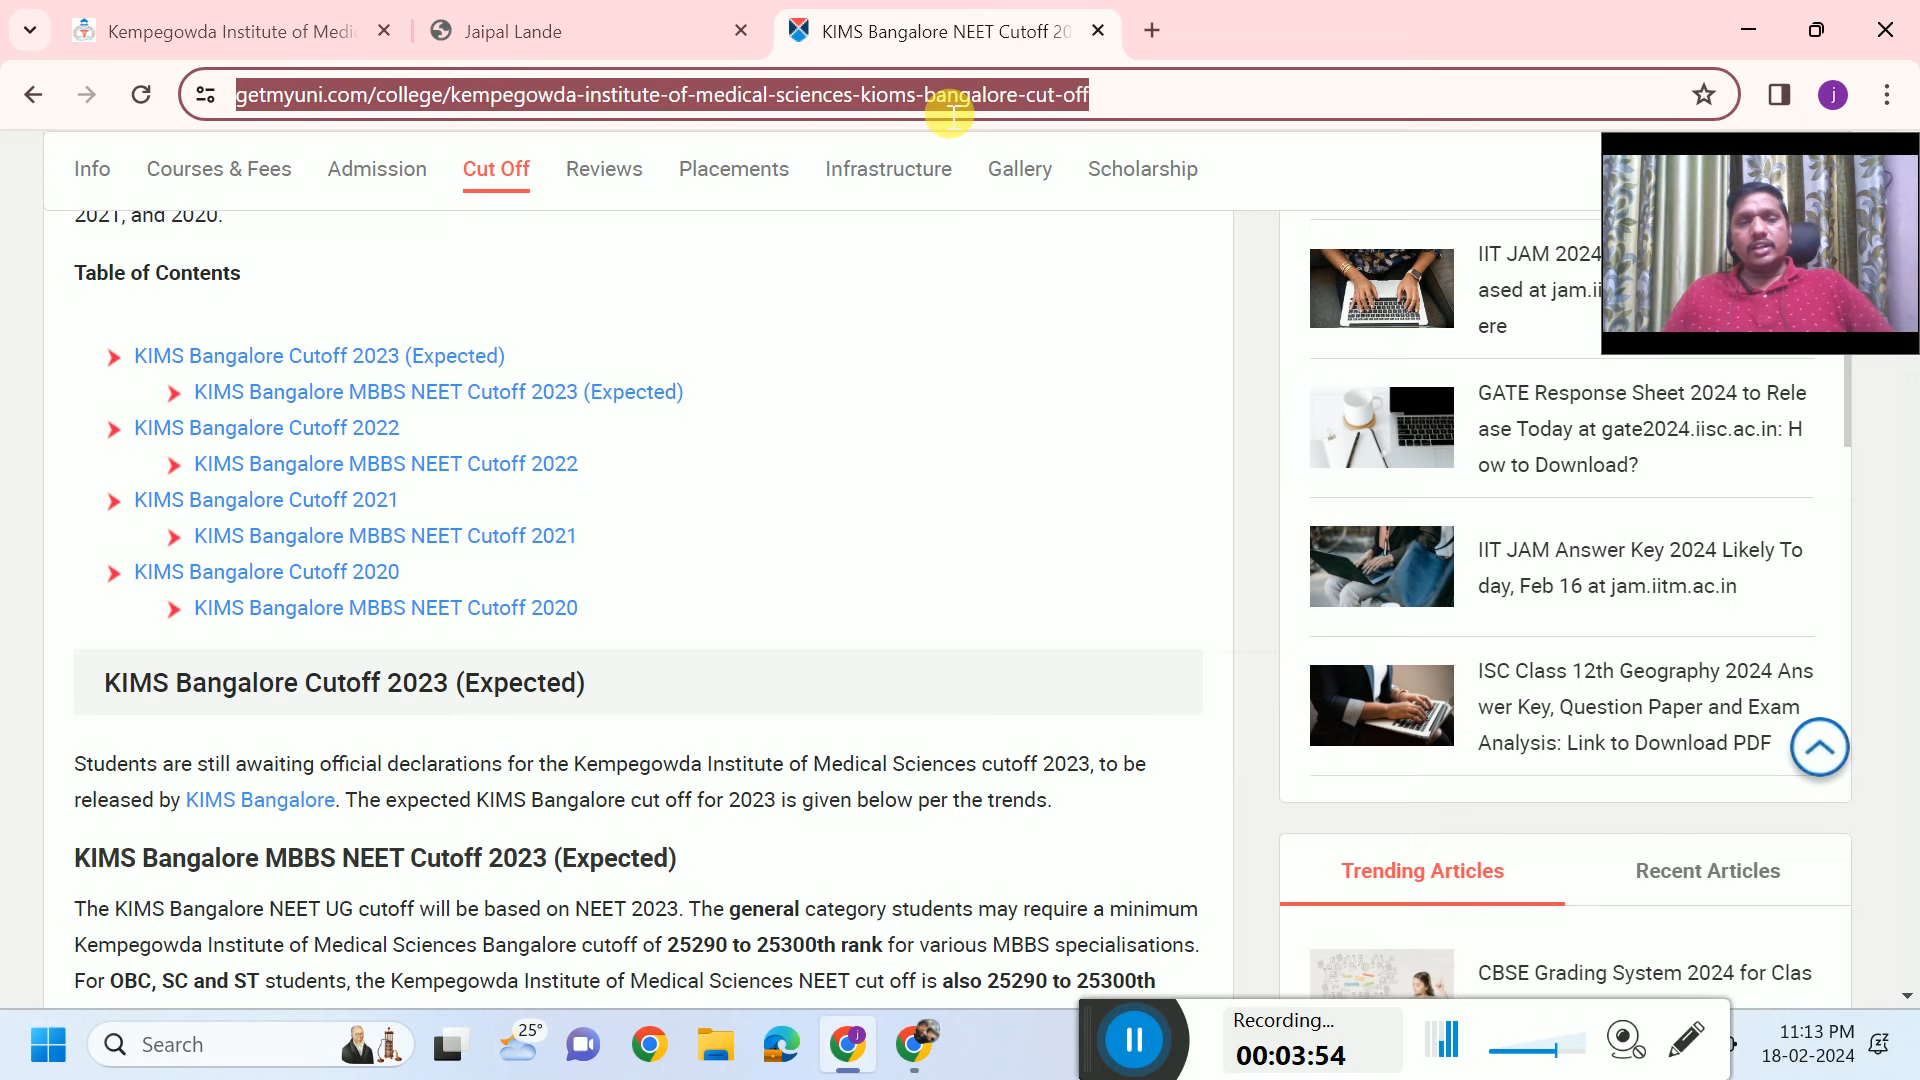 Kempegowda Institute of Medi
Jaipal Lande
KIMS Bangalore NEET Cutoff 20
getmyuni.com/college/kempegowda-institute-of-medical-sciences-kioms-bangalore-cut-off
j
Info
Courses & Fees
Admission
Cut Off
Reviews
Placements
Infrastructure
Gallery
Scholarship
2021, and 2020.
Table of Contents
KIMS Bangalore Cutoff 2023 (Expected)
KIMS Bangalore MBBS NEET Cutoff 2023 (Expected)
KIMS Bangalore Cutoff 2022
KIMS Bangalore MBBS NEET Cutoff 2022
KIMS Bangalore Cutoff 2021
KIMS Bangalore MBBS NEET Cutoff 2021
KIMS Bangalore Cutoff 2020
KIMS Bangalore MBBS NEET Cutoff 2020
KIMS Bangalore Cutoff 2023 (Expected)
Students are still awaiting official declarations for the Kempegowda Institute of Medical Sciences cutoff 2023, to be
released by KIMS Bangalore. The expected KIMS Bangalore cut off for 2023 is given below per the trends.
KIMS Bangalore MBBS NEET Cutoff 2023 (Expected)
The KIMS Bangalore NEET UG cutoff will be based on NEET 2023. The general category students may require a minimum
Kempegowda Institute of Medical Sciences Bangalore cutoff of 25290 to 25300th rank for various MBBS specialisations.
For OBC, SC and ST students, the Kempegowda Institute of Medical Sciences NEET cut off is also 25290 to 25300th
IIT JAM 2024
ased at jam.ii
ere
GATE Response Sheet 2024 to Rele
ase Today at gate2024.iisc.ac.in: H
ow to Download?
IIT JAM Answer Key 2024 Likely To
day, Feb 16 at jam.iitm.ac.in
ISC Class 12th Geography 2024 Ans
wer Key, Question Paper and Exam
Analysis: Link to Download PDF
Trending Articles
Recent Articles
CBSE Grading System 2024 for Clas
Search
25°
j
Recording...
00:03:54
11:13 PM
18-02-2024